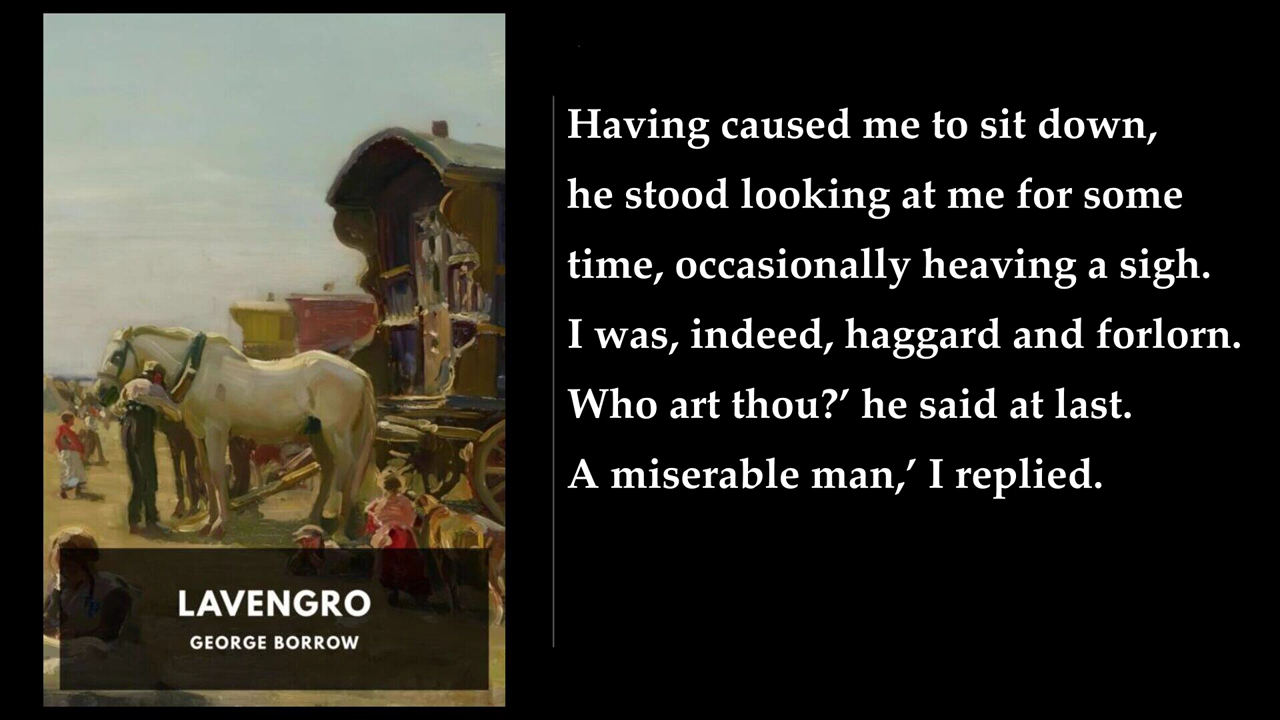 LAVENGRO
GEORGE BORROW
Having caused me to sit down,
he stood looking at me for some
time, occasionally heaving a sigh.
I was, indeed, haggard and forlorn.
Who art thou?’ he said at last.
A miserable man,’ I replied.